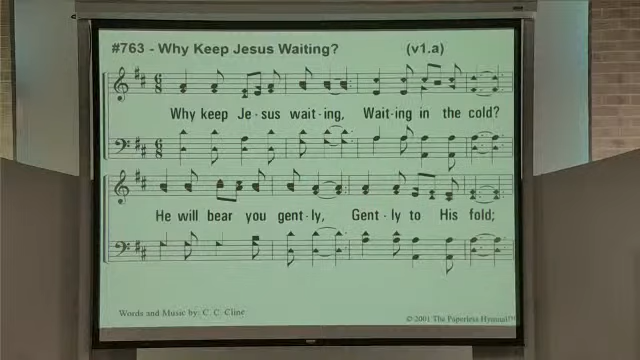 #763 - Why Keep Jesus Waiting? (v1.a)
Why keep Je - sus wait - ing, Wait - ing in the cold?
He will bear you gent - ly, Gent - ly to His fold;
Words and Music by: C. C. Cline
© 2001 The Paperless Hymnal™